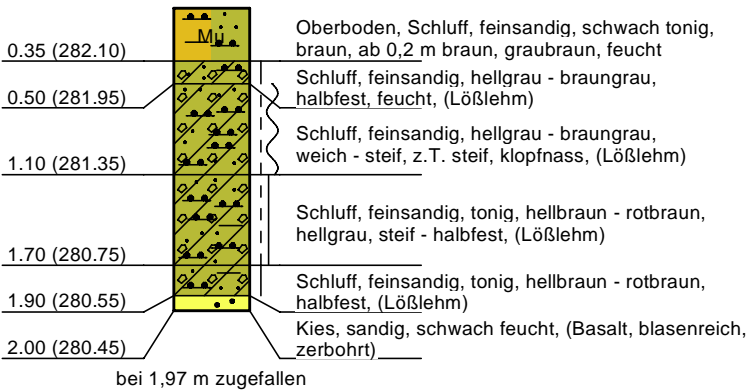 Oberboden, Schluff, feinsandig, schwach tonig,
braun, ab 0,2 m braun, graubraun, feucht
Mu
0.35 (282.10)
Schluff, feinsandig, hellgrau - braungrau,
halbfest, feucht, (Lößlehm)
0.50 (281.95)
Schluff, feinsandig, hellgrau - braungrau,
weich - steif, z.T. steif, klopfnass, (Lößlehm)
1.10 (281.35)
Schluff, feinsandig, tonig, hellbraun - rotbraun,
hellgrau, steif - halbfest, (Lößlehm)
1.70 (280.75)
Schluff, feinsandig, tonig, hellbraun - rotbraun,
halbfest, (Lößlehm)
1.90 (280.55)
Kies, sandig, schwach feucht, (Basalt, blasenreich,
zerbohrt)
2.00 (280.45)
bei 1,97 m zugefallen